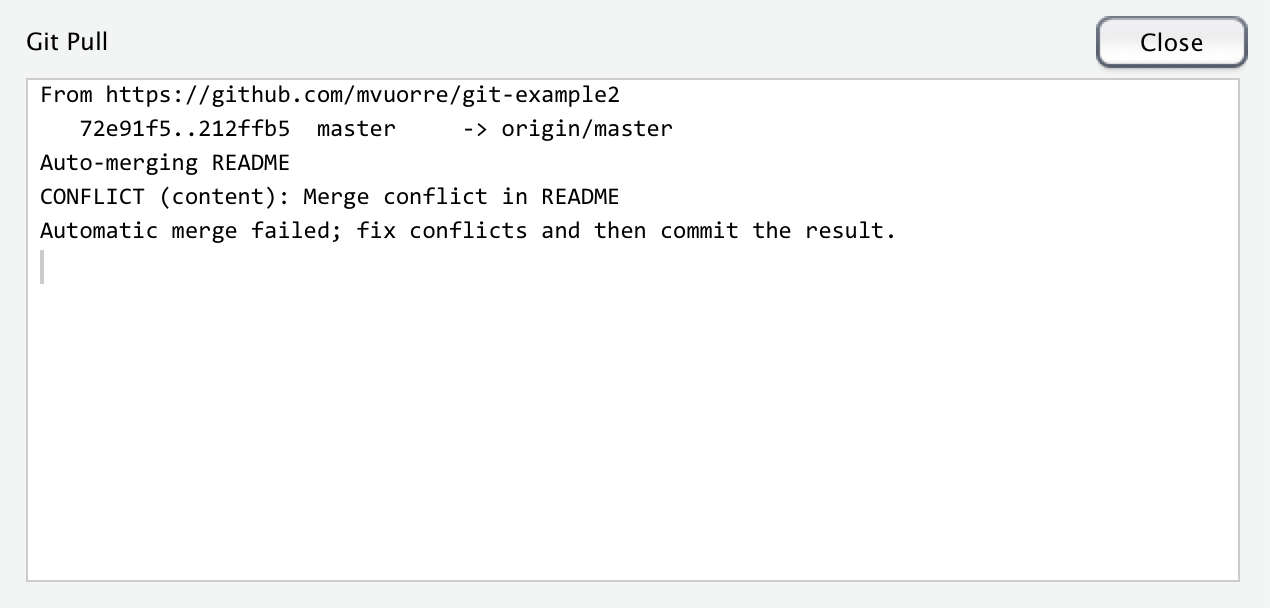 Git Pull
Close
From https://github.com/mvuorre/git-example2
   72e91f5..212ffb5  master     -> origin/master
Auto-merging README
CONFLICT (content): Merge conflict in README
Automatic merge failed; fix conflicts and then commit the result.